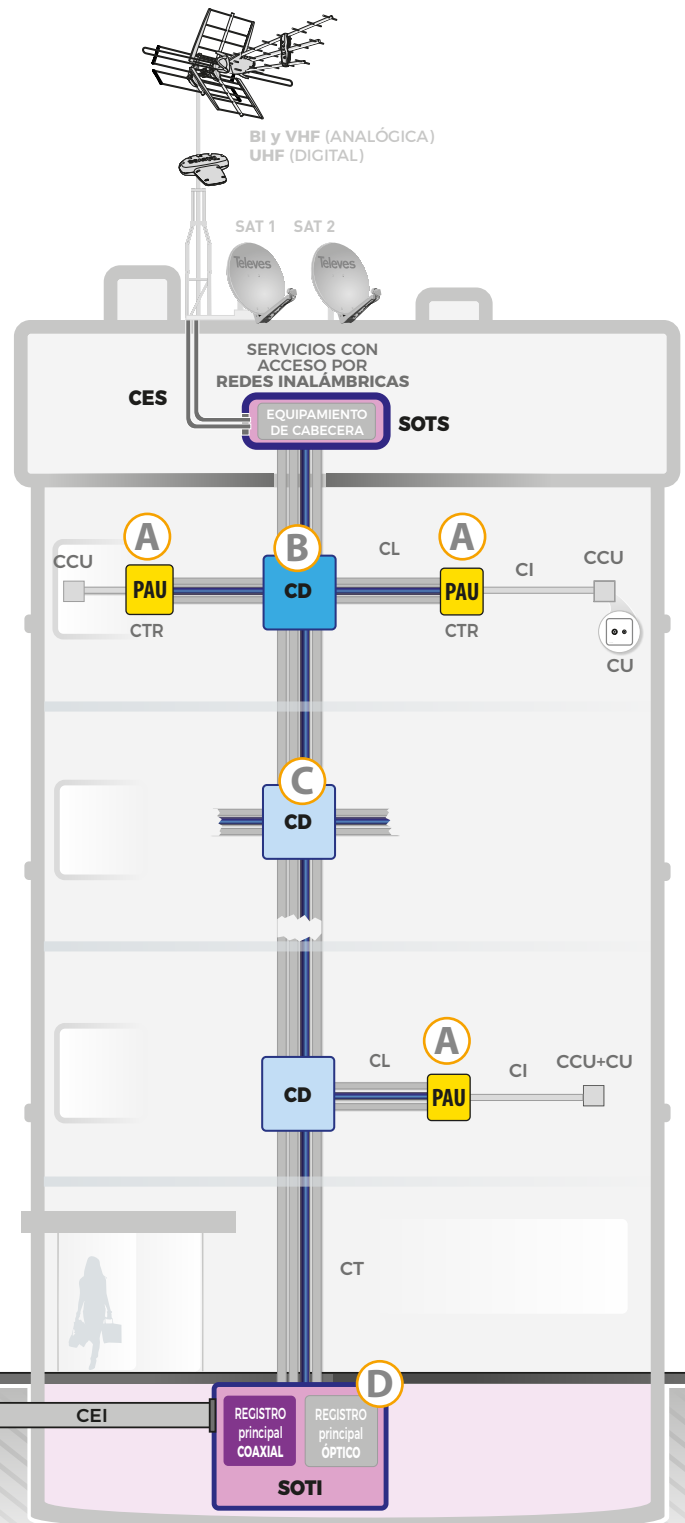 BI y VHF (ANALÓGICA)
UHF (DIGITAL)
SAT 1 SAT 2
Televes Televes
SERVICIOS CON
ACCESO POR
REDES INALÁMBRICAS
CES
EQUIPAMIENTO
DE CABECERA
SOTS
A B A
CCU PAU CD CL PAU CI CCU
CTR CTR
CU
C
CD
A
CD CL PAU CI CCU+CU
CT
D
CEI
REGISTRO
principal
COAXIAL
REGISTRO
principal
ÓPTICO
SOTI